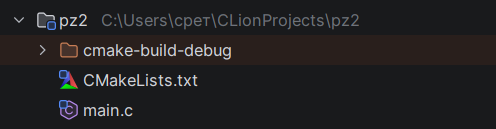 pz2 C:\Users\срет\CLionProjects\pz2
cmake-build-debug
CMakeLists.txt
main.c